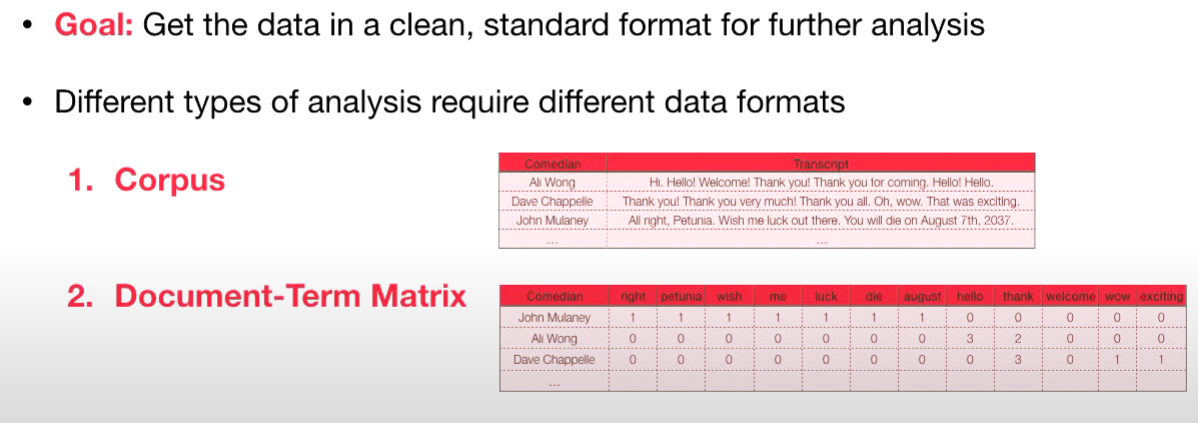 • Goal: Get the data in a clean, standard format for further analysis
• Different types of analysis require different data formats
1. Corpus
Comedian Transcript
Ali Wong Hi. Hello! Welcome! Thank you! Thank you for coming. Hello! Hello.
Dave Chappelle Thank you! Thank you very much! Thank you all. Oh, wow. That was exciting.
John Mulaney All right, Petunia. Wish me luck out there. You will die on August 7th, 2037.
... ...
2. Document-Term Matrix
Comedian right petunia wish me luck die august hello thank welcome wow exciting
John Mulaney 1 1 1 1 1 1 1 0 0 0 0 0
Ali Wong 0 0 0 0 0 0 0 3 2 0 0 0
Dave Chappelle 0 0 0 0 0 0 0 0 3 0 1 1
...